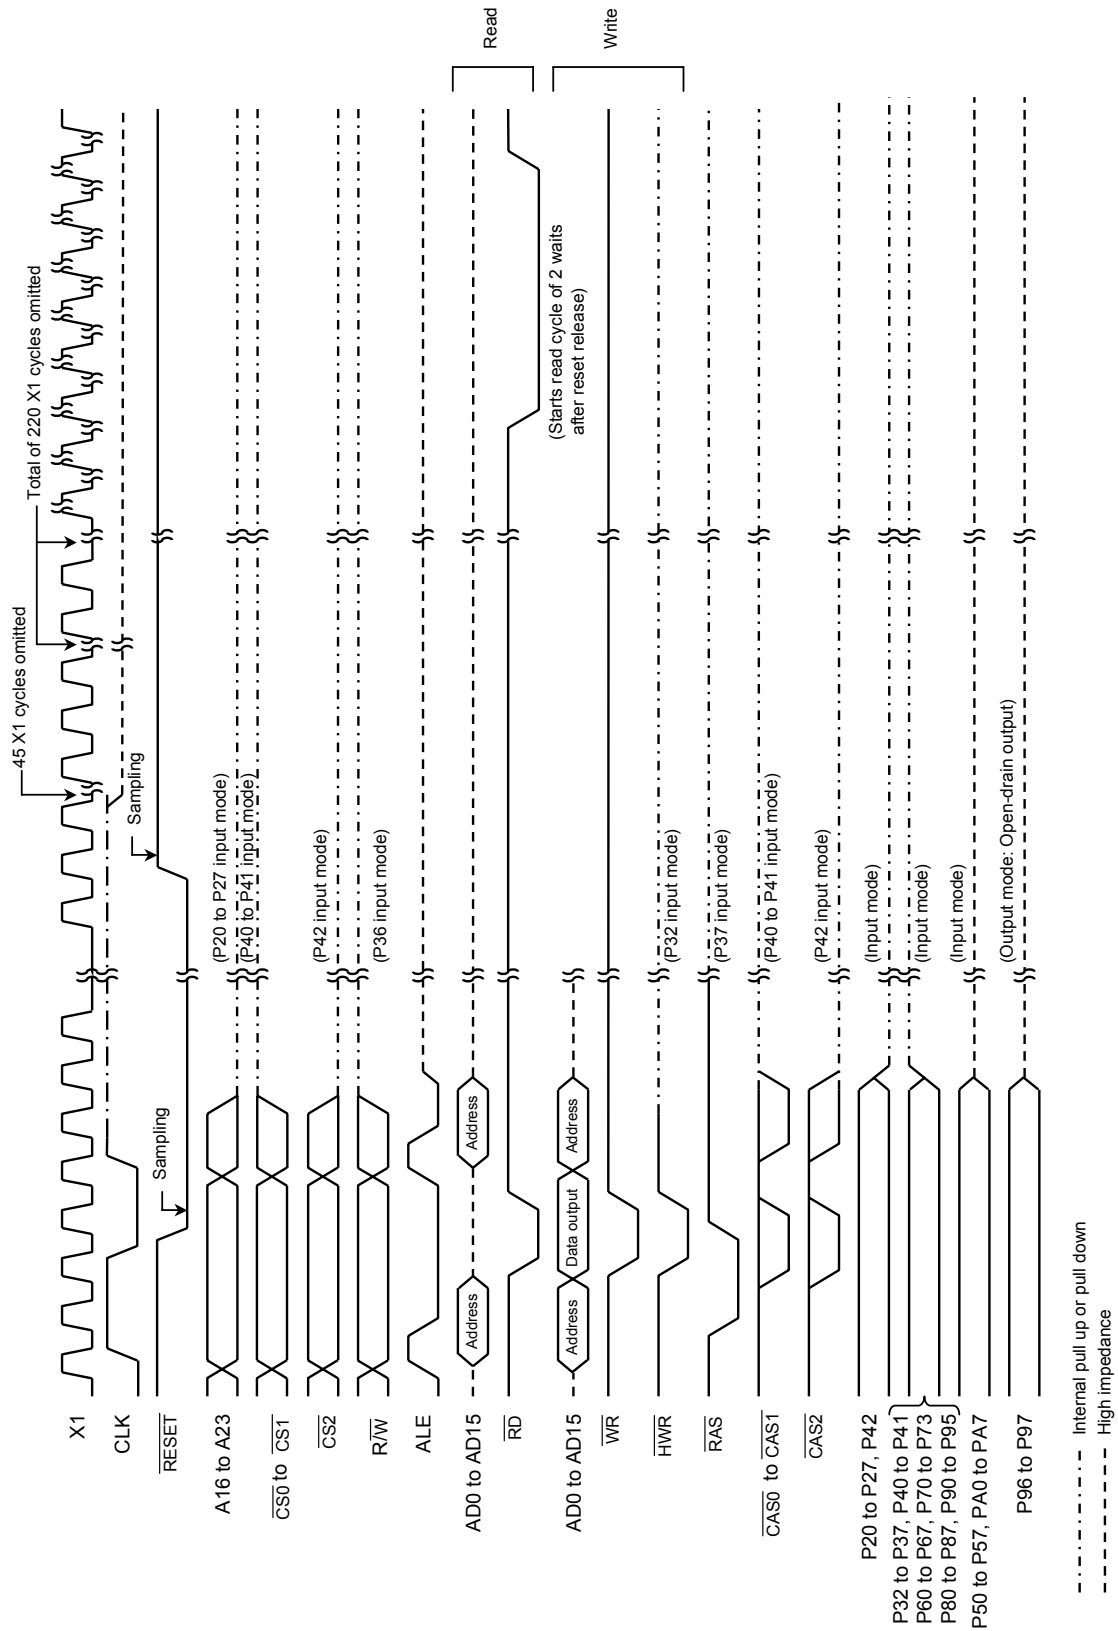 45 X1 cycles omitted
Total of 220 X1 cycles omitted
X1
CLK
Sampling
Sampling
RESET
A16 to A23
(P20 to P27 input mode)
CS0 to CS1
(P40 to P41 input mode)
CS2
(P42 input mode)
R/W
(P36 input mode)
ALE
AD0 to AD15
Address
Address
Read
RD
(Starts read cycle of 2 waits
after reset release)
AD0 to AD15
Address
Data output
Address
Write
WR
HWR
(P32 input mode)
RAS
(P37 input mode)
CAS0 to CAS1
(P40 to P41 input mode)
CAS2
(P42 input mode)
P20 to P27, P42
(Input mode)
P32 to P37, P40 to P41
P60 to P67, P70 to P73
P80 to P87, P90 to P95
(Input mode)
P50 to P57, PA0 to PA7
(Input mode)
P96 to P97
(Output mode: Open-drain output)
Internal pull up or pull down
High impedance